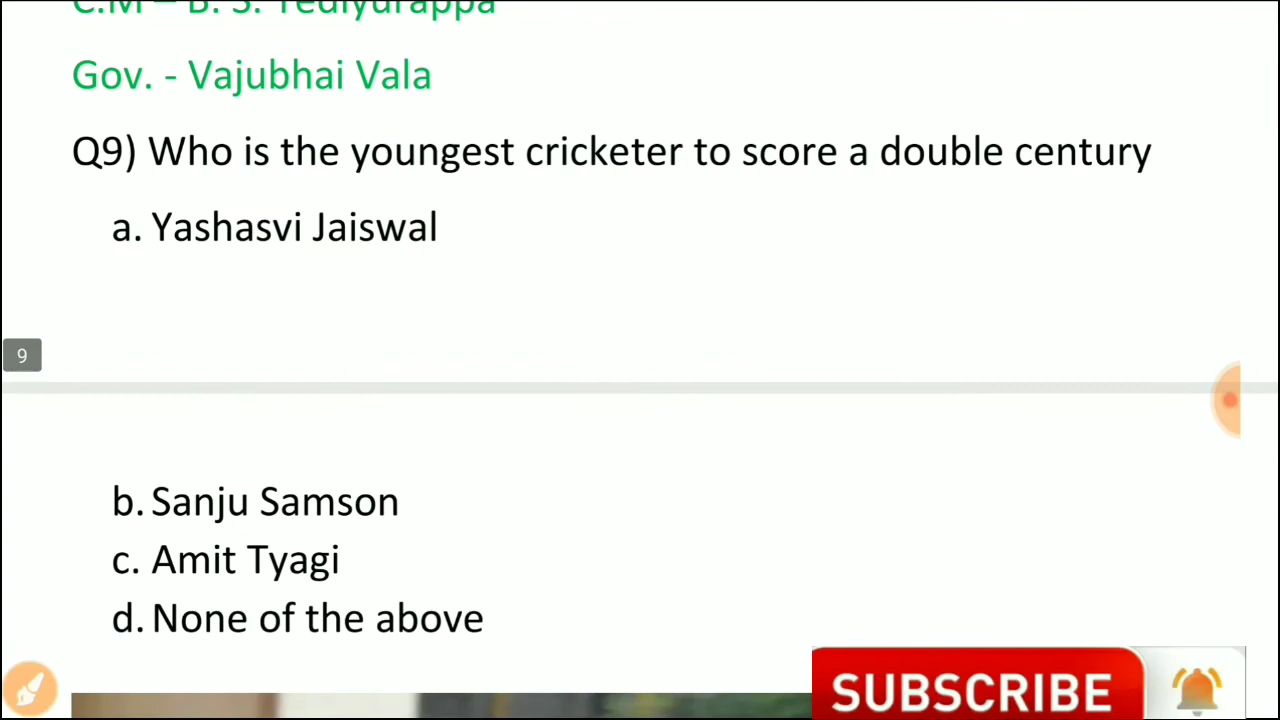 C.M – B. S. Yediyurappa
Gov. - Vajubhai Vala
Q9) Who is the youngest cricketer to score a double century
a. Yashasvi Jaiswal
9
b. Sanju Samson
c. Amit Tyagi
d. None of the above
SUBSCRIBE